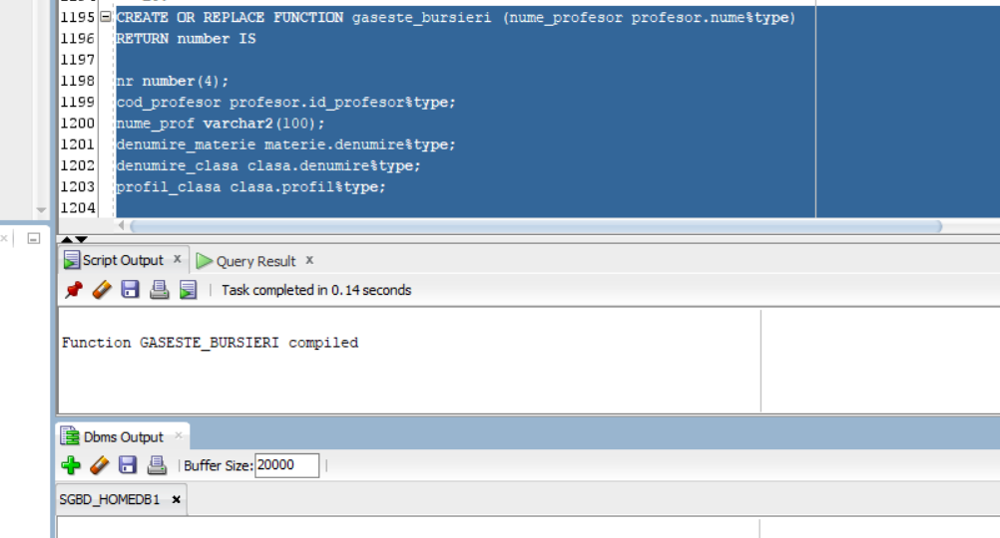 1195 CREATE OR REPLACE FUNCTION gaseste_bursieri (nume_profesor profesor.nume%type)
1196 RETURN number IS
1197
1198 nr number(4);
1199 cod_profesor profesor.id_profesor%type;
1200 nume_prof varchar2(100);
1201 denumire_materie materie.denumire%type;
1202 denumire_clasa clasa.denumire%type;
1203 profil_clasa clasa.profil%type;
1204
Script Output x Query Result x
Task completed in 0.14 seconds
Function GASESTE_BURSIERI compiled
Dbms Output x
Buffer Size: 20000
SGBD_HOMEDB1 x